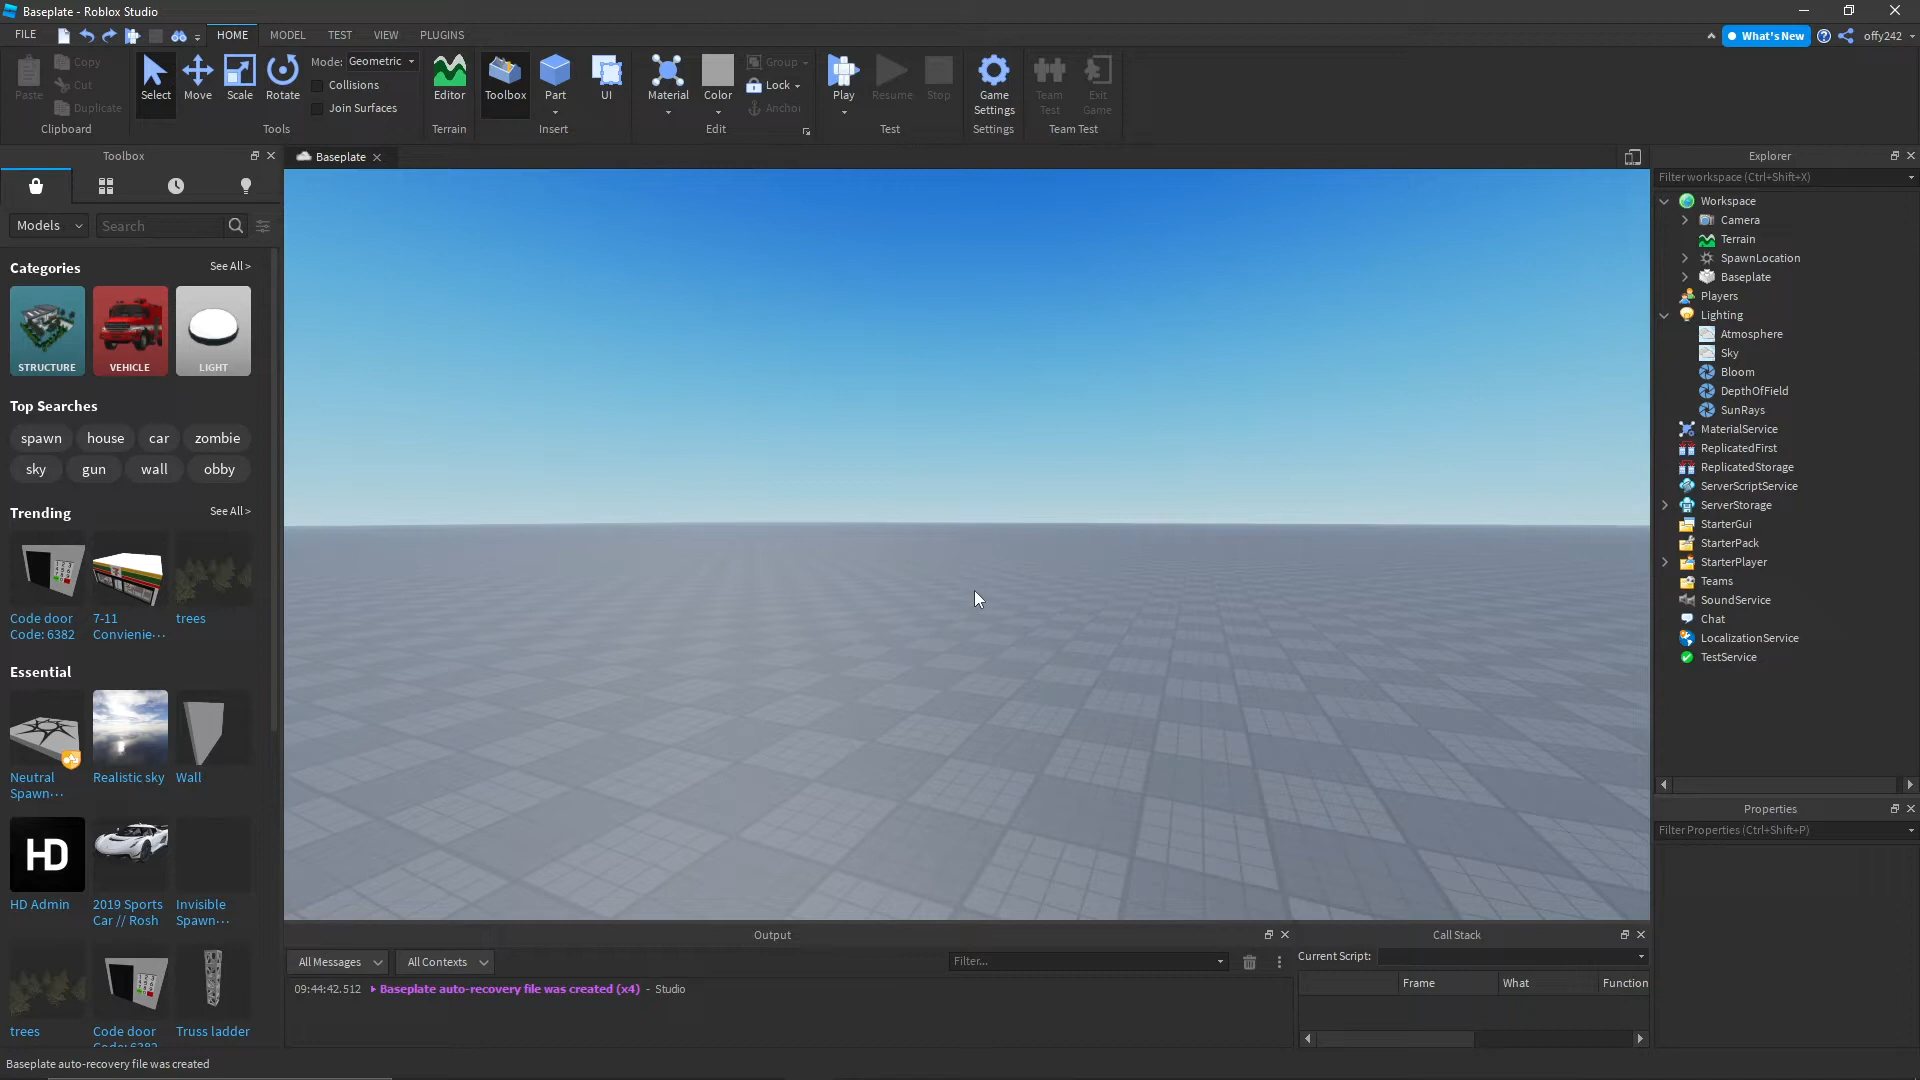 Baseplate - Roblox Studio
FILE
HOME
MODEL
TEST
VIEW
PLUGINS
What's New
offy242
Paste
Copy
Cut
Duplicate
Clipboard
Select
Move
Scale
Rotate
Mode: Geometric
Collisions
Join Surfaces
Tools
Editor
Terrain
Toolbox
Part
UI
Insert
Material
Color
Group
Lock
Anchor
Edit
Play
Resume
Stop
Test
Game
Settings
Settings
Team
Test
Exit
Game
Team Test
Toolbox
Models
Search
Categories
See All >
STRUCTURE
VEHICLE
LIGHT
Top Searches
spawn
house
car
zombie
sky
gun
wall
obby
Trending
See All >
Code door
Code: 6382
7-11
Convienie...
trees
Essential
Neutral
Spawn...
Realistic sky
Wall
HD
HD Admin
2019 Sports
Car // Rosh
Invisible
Spawn...
trees
Code door
Code: 6382
Truss ladder
Baseplate
Output
All Messages
All Contexts
Filter...
09:44:42.512
Baseplate auto-recovery file was created (x4) - Studio
Call Stack
Current Script:
Frame
What
Function
Explorer
Filter workspace (Ctrl+Shift+X)
Workspace
Camera
Terrain
SpawnLocation
Baseplate
Players
Lighting
Atmosphere
Sky
Bloom
DepthOfField
SunRays
MaterialService
ReplicatedFirst
ReplicatedStorage
ServerScriptService
ServerStorage
StarterGui
StarterPack
StarterPlayer
Teams
SoundService
Chat
LocalizationService
TestService
Properties
Filter Properties (Ctrl+Shift+P)
Baseplate auto-recovery file was created